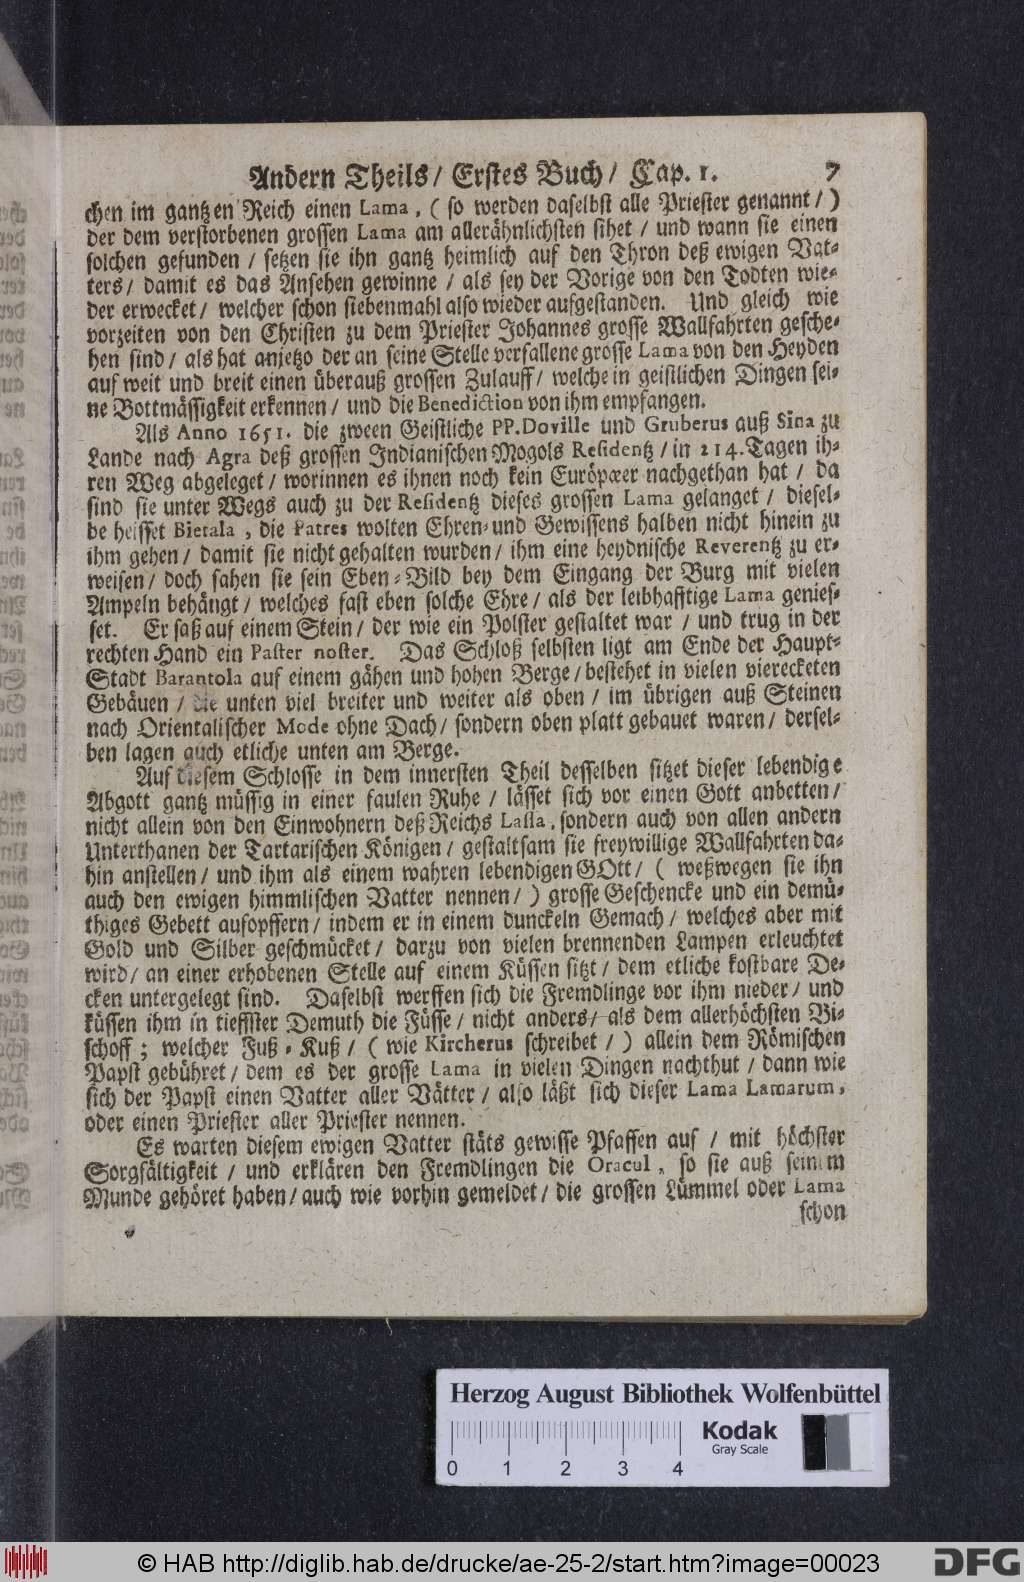 Andern Theils/ Erstes Buch/ Cap. 1. 7
chen im gantzen Reich einen Lama, ( so werden daselbst alle Priester genannt/ )
der dem verstorbenen grossen Lama am allerähnlichsten sihet / und wann sie einen
solchen gefunden / setzen sie ihn gantz heimlich auf den Thron deß ewigen Vat-
ters/ damit es das Ansehen gewinne / als sey der Vorige von den Todten wie-
der erwecket/ welcher schon siebenmahl also wieder aufgestanden. Und gleich wie
vorzeiten von den Christen zu dem Priester Johannes grosse Wallfahrten gesche-
hen sind/ als hat anjetzo der an seine Stelle verfallene grosse Lama von den Heyden
auf weit und breit einen überauß grossen Zulauff/ welche in geistlichen Dingen sei-
ne Bottmässigkeit erkennen/ und die Benediction von ihm empfangen.
Als Anno 1651. die zween Geistliche PP. Doville und Gruberus auß Sina zu
Lande nach Agra deß grossen Indianischen Mogols Residentz/ in 214. Tagen ih-
ren Weg abgeleget/ worinnen es ihnen noch kein Europæer nachgethan hat / da
sind sie unter Wegs auch zu der Residentz dieses grossen Lama gelanget / diesel-
be heisset Bietala, die Patres wolten Ehren- und Gewissens halben nicht hinein zu
ihm gehen/ damit sie nicht gehalten wurden/ ihm eine heydnische Reverentz zu er-
weisen/ doch sahen sie sein Eben-Bild bey dem Eingang der Burg mit vielen
Ampeln behängt/ welches fast eben solche Ehre/ als der leibhafftige Lama genies-
set. Er saß auf einem Stein/ der wie ein Polster gestaltet war / und trug in der
rechten Hand ein Paster noster. Das Schloß selbsten ligt am Ende der Haupt-
Stadt Barantola auf einem gähen und hohen Berge/ bestehet in vielen viereckten
Gebäuen / die unten viel breiter und weiter als oben/ im übrigen auß Steinen
nach Orientalischer Mode ohne Dach/ sondern oben platt gebauet waren/ dersel-
ben lagen auch etliche unten am Berge.
Auf diesem Schlosse in dem innersten Theil desselben sitzet dieser lebendige
Abgott gantz müssig in einer faulen Ruhe / lässet sich vor einen Gott anbetten/
nicht allein von den Einwohnern deß Reichs Lassa, sondern auch von allen andern
Unterthanen der Tartarischen Königen/ gestaltsam sie freywillige Wallfahrten da-
hin anstellen/ und ihm als einem wahren lebendigen GOtt/ ( weßwegen sie ihn
auch den ewigen himmlischen Vatter nennen/ ) grosse Geschencke und ein demü-
thiges Gebett aufopffern/ indem er in einem dunckeln Gemach/ welches aber mit
Gold und Silber geschmücket/ darzu von vielen brennenden Lampen erleuchtet
wird/ an einer erhobenen Stelle auf einem Küssen sitzt/ dem etliche kostbare De-
cken untergelegt sind. Daselbst werffen sich die Fremdlinge vor ihm nieder/ und
küssen ihm in tieffster Demuth die Füsse/ nicht anders/ als dem allerhöchsten Bi-
schoff; welcher Fuß-Kuß/ ( wie Kircherus schreibet/ ) allein dem Römischen
Papst gebühret/ dem es der grosse Lama in vielen Dingen nachthut/ dann wie
sich der Papst einen Vatter aller Vätter/ also läßt sich dieser Lama Lamarum,
oder einen Priester aller Priester nennen.
Es warten diesem ewigen Vatter stäts gewisse Pfaffen auf / mit höchster
Sorgfältigkeit / und erklären den Fremdlingen die Oracul, so sie auß seinem
Munde gehöret haben/ auch wie vorhin gemeldet/ die grossen Lümmel oder Lama
schon
Herzog August Bibliothek Wolfenbüttel
Kodak
Gray Scale
0 1 2 3 4
© HAB http://diglib.hab.de/drucke/ae-25-2/start.htm?image=00023
DFG